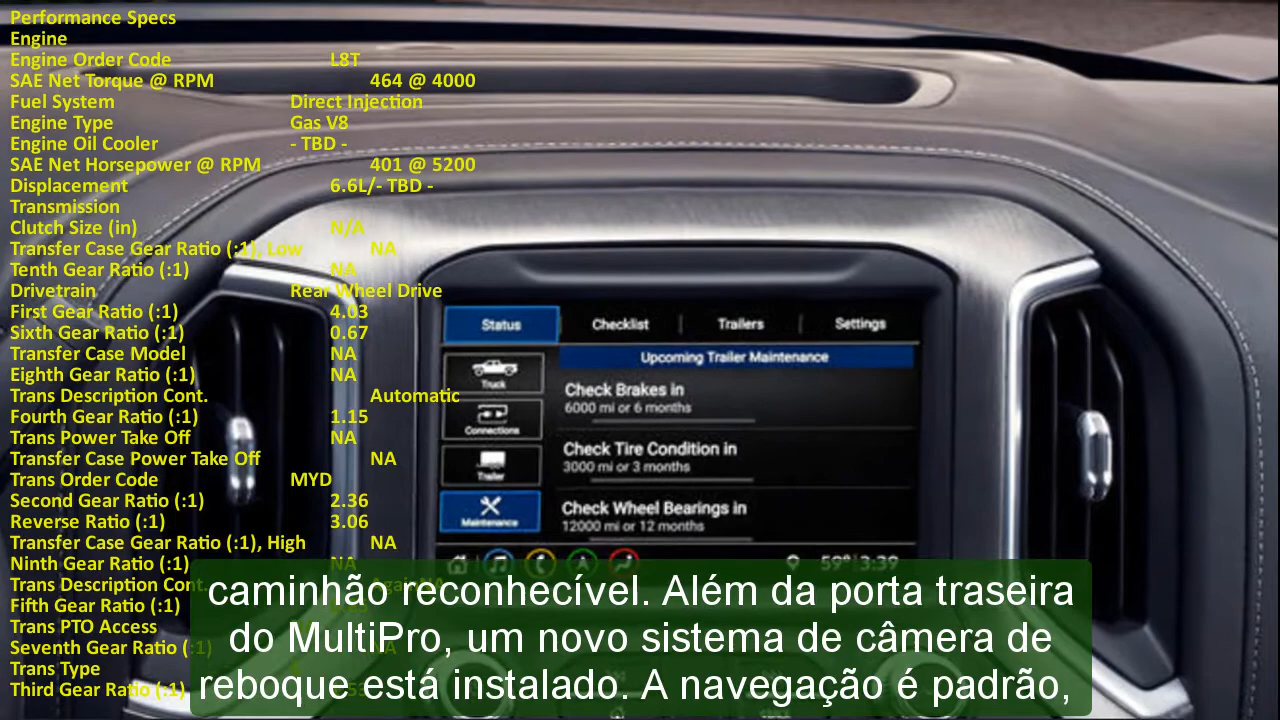 Performance Specs
Engine
Engine Order Code L8T
SAE Net Torque @ RPM 464 @ 4000
Fuel System Direct Injection
Engine Type Gas V8
Engine Oil Cooler - TBD -
SAE Net Horsepower @ RPM 401 @ 5200
Displacement 6.6L/- TBD -
Transmission
Clutch Size (in) N/A
Transfer Case Gear Ratio (:1), Low NA
Tenth Gear Ratio (:1) NA
Drivetrain Rear Wheel Drive
First Gear Ratio (:1) 4.03
Sixth Gear Ratio (:1) 0.67
Transfer Case Model NA
Eighth Gear Ratio (:1) NA
Trans Description Cont. Automatic
Fourth Gear Ratio (:1) 1.15
Trans Power Take Off NA
Transfer Case Power Take Off NA
Trans Order Code MYD
Second Gear Ratio (:1) 2.36
Reverse Ratio (:1) 3.06
Transfer Case Gear Ratio (:1), High NA
Ninth Gear Ratio (:1) NA
Trans Description Cont.
Fifth Gear Ratio (:1)
Trans PTO Access
Seventh Gear Ratio (:1)
Trans Type
Third Gear Ratio (:1)
Status Checklist Trailers Settings
Upcoming Trailer Maintenance
Truck
Connections
Trailer
Maintenance
Check Brakes in
6000 mi or 6 months
Check Tire Condition in
3000 mi or 3 months
Check Wheel Bearings in
12000 mi or 12 months
59° 3:39
caminhão reconhecível. Além da porta traseira
do MultiPro, um novo sistema de câmera de
reboque está instalado. A navegação é padrão,